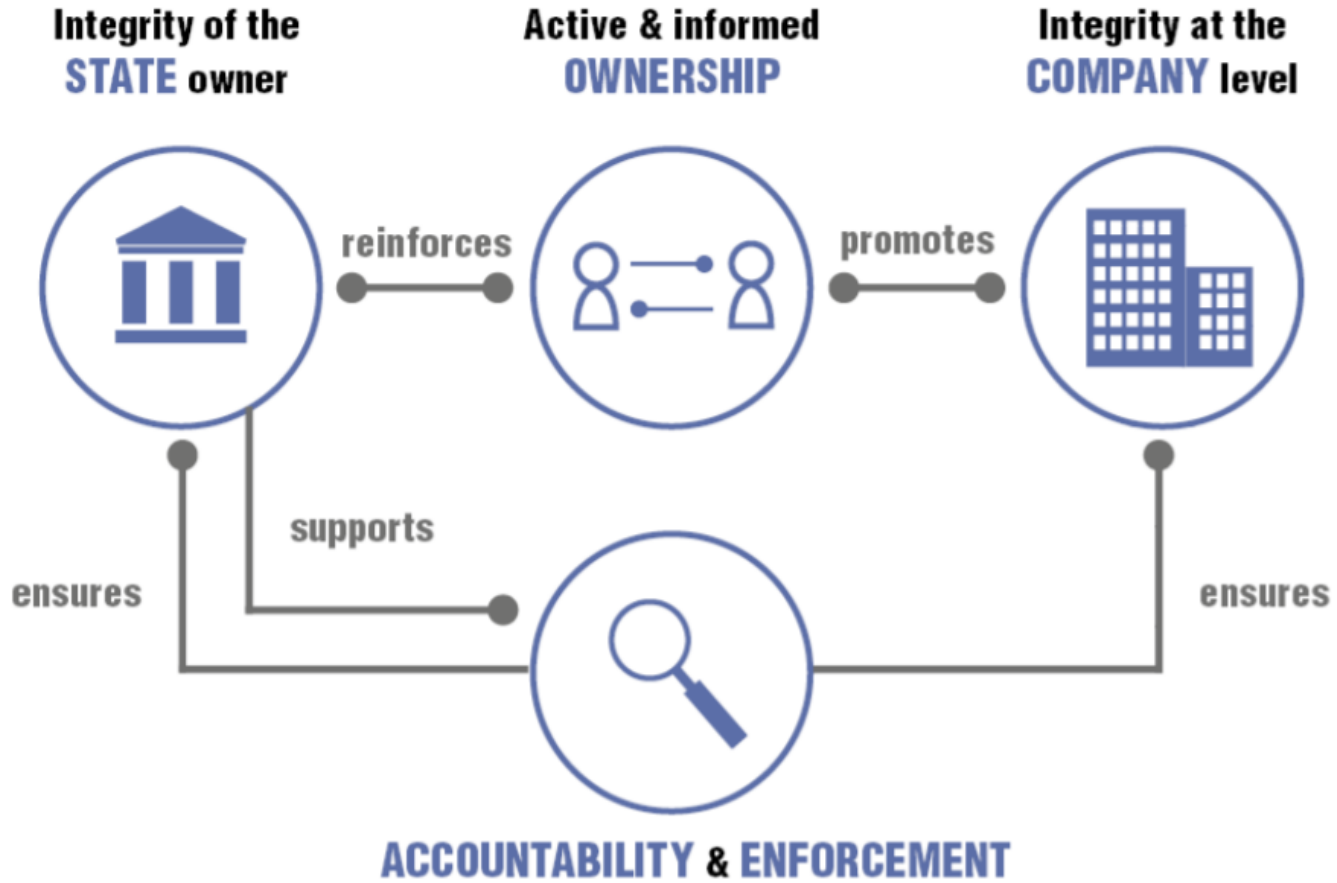 Integrity of the
STATE owner
Active & informed
OWNERSHIP
Integrity at the
COMPANY level
reinforces
promotes
supports
ensures
ensures
ACCOUNTABILITY & ENFORCEMENT